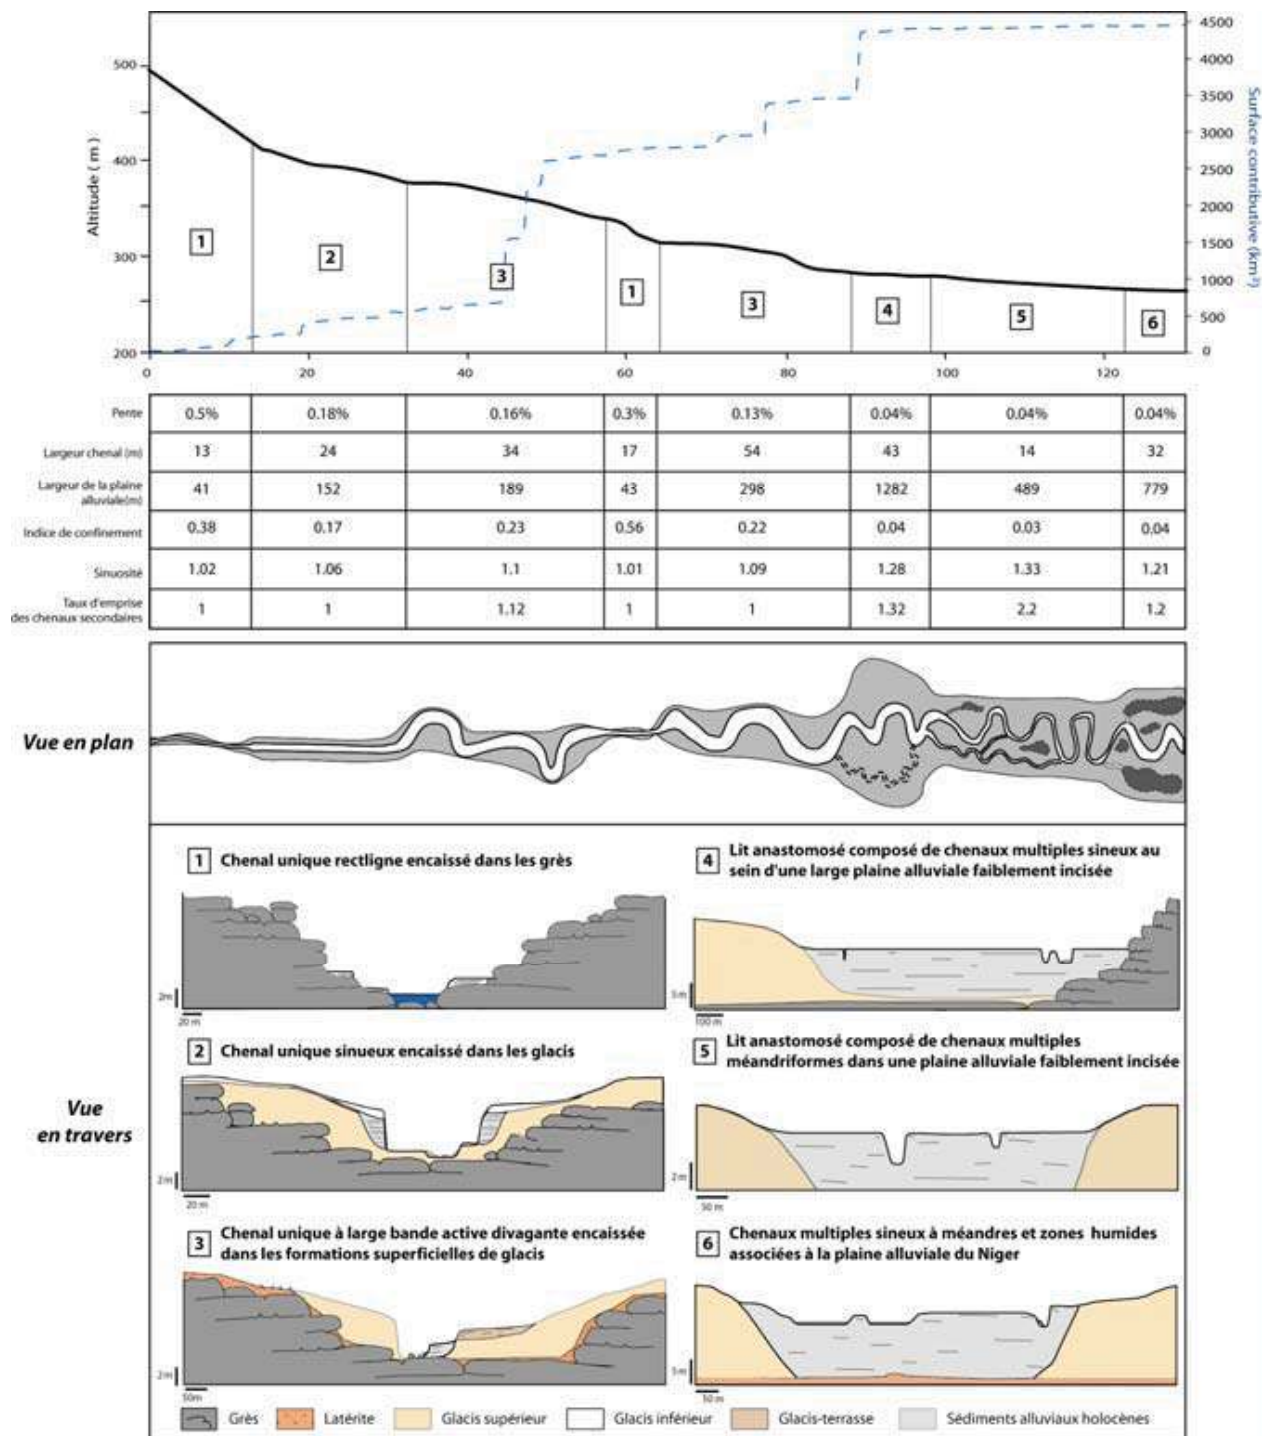 500
400
300
200
Altitude ( m )
4500
4000
3500
3000
2500
2000
1500
1000
500
0
Surface contributive (km²)
1 2 3 1 3 4 5 6
0 20 40 60 80 100 120
Pente 0.5% 0.18% 0.16% 0.3% 0.13% 0.04% 0.04% 0.04%
Largeur chenal (m) 13 24 34 17 54 43 14 32
Largeur de la plaine
alluviale(m) 41 152 189 43 298 1282 489 779
Indice de confinement 0.38 0.17 0.23 0.56 0.22 0.04 0.03 0.04
Sinuosité 1.02 1.06 1.1 1.01 1.09 1.28 1.33 1.21
Taux d'emprise
des chenaux secondaires 1 1 1.12 1 1 1.32 2.2 1.2
Vue en plan
Vue
en travers
1 Chenal unique rectligne encaissé dans les grès
2m
20 m
2 Chenal unique sinueux encaissé dans les glacis
2 m
20 m
3 Chenal unique à large bande active divagante encaissée
dans les formations superficielles de glacis
2 m
50m
4 Lit anastomosé composé de chenaux multiples sineux au
sein d'une large plaine alluviale faiblement incisée
100 m
5 Lit anastomosé composé de chenaux multiples
méandriformes dans une plaine alluviale faiblement incisée
2 m
50 m
6 Chenaux multiples sineux à méandres et zones humides
associées à la plaine alluviale du Niger
50 m
Grès Latérite Glacis supérieur Glacis inférieur Glacis-terrasse Sédiments alluviaux holocènes